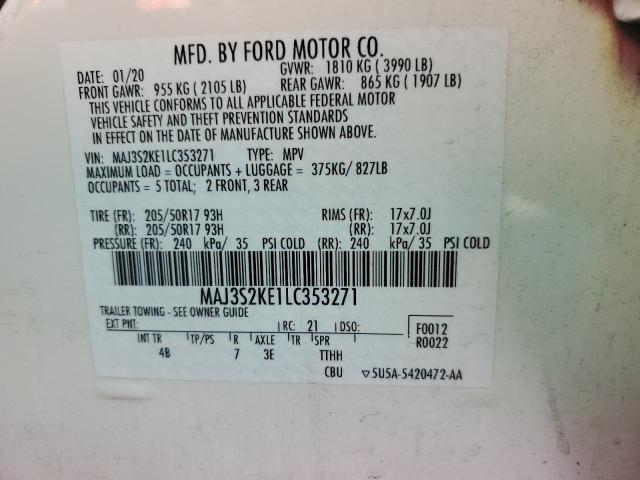 MFD. BY FORD MOTOR CO.
DATE: 01/20 GVWR: 1810 KG ( 3990 LB)
FRONT GAWR: 955 KG ( 2105 LB) REAR GAWR: 865 KG ( 1907 LB)
THIS VEHICLE CONFORMS TO ALL APPLICABLE FEDERAL MOTOR
VEHICLE SAFETY AND THEFT PREVENTION STANDARDS
IN EFFECT ON THE DATE OF MANUFACTURE SHOWN ABOVE.
VIN: MAJ3S2KE1LC353271 TYPE: MPV
MAXIMUM LOAD = OCCUPANTS + LUGGAGE = 375KG/ 827LB
OCCUPANTS = 5 TOTAL; 2 FRONT, 3 REAR
TIRE (FR): 205/50R17 93H RIMS (FR): 17x7.0J
(RR): 205/50R17 93H (RR): 17x7.0J
PRESSURE (FR): 240 kPa/ 35 PSI COLD (RR): 240 kPa/ 35 PSI COLD
MAJ3S2KE1LC353271
TRAILER TOWING - SEE OWNER GUIDE
EXT PNT: RC: 21 DSO: F0012
R0022
INT TR TP/PS R AXLE TR SPR
4B 7 3E TTHH
CBU ▽5U5A-5420472-AA